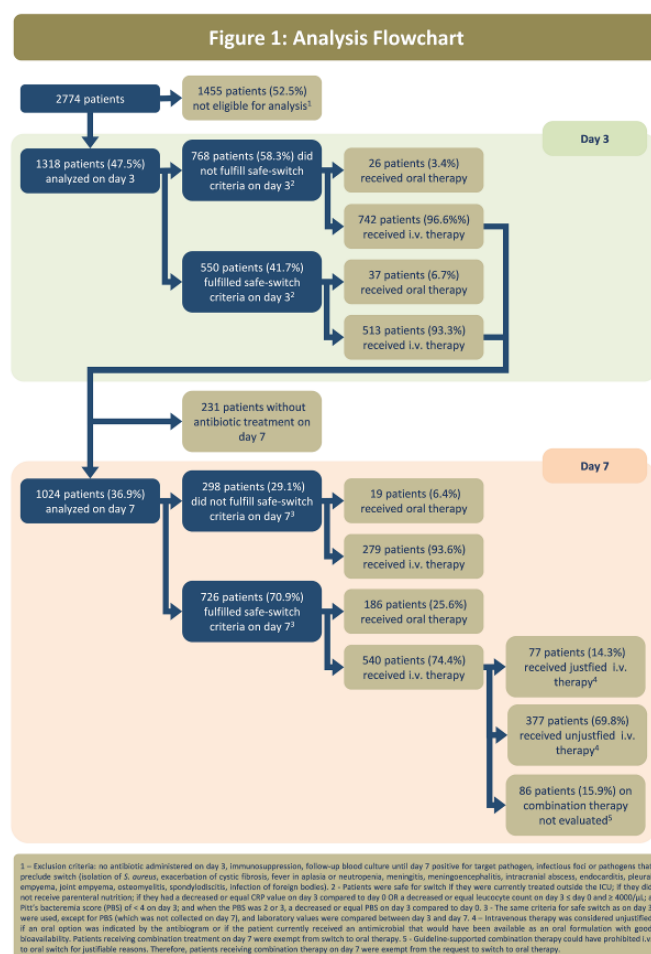 Figure 1: Analysis Flowchart
2774 patients
1455 patients (52.5%)
not eligible for analysis1
Day 3
1318 patients (47.5%)
analyzed on day 3
768 patients (58.3%) did
not fulfill safe-switch
criteria on day 3²
26 patients (3.4%)
received oral therapy
742 patients (96.6%%)
received i.v. therapy
550 patients (41.7%)
fulfilled safe-switch
criteria on day 3²
37 patients (6.7%)
received oral therapy
513 patients (93.3%)
received i.v. therapy
231 patients without
antibiotic treatment on
day 7
Day 7
1024 patients (36.9%)
analyzed on day 7
298 patients (29.1%)
did not fulfill safe-switch
criteria on day 7³
19 patients (6.4%)
received oral therapy
279 patients (93.6%)
received i.v. therapy
726 patients (70.9%)
fulfilled safe-switch
criteria on day 7³
186 patients (25.6%)
received oral therapy
540 patients (74.4%)
received i.v. therapy
77 patients (14.3%)
received justfied i.v.
therapy⁴
377 patients (69.8%)
received unjustfied i.v.
therapy⁴
86 patients (15.9%) on
combination therapy
not evaluated⁵
1 – Exclusion criteria: no antibiotic administered on day 3, immunosuppression, follow-up blood culture until day 7 positive for target pathogen, infectious foci or pathogens that
preclude switch (isolation of S. aureus, exacerbation of cystic fibrosis, fever in aplasia or neutropenia, meningitis, meningoencephalitis, intracranial abscess, endocarditis, pleural
empyema, joint empyema, osteomyelitis, spondylodiscitis, infection of foreign bodies). 2 - Patients were safe for switch if they were currently treated outside the ICU; if they did
not receive parenteral nutrition; if they had a decreased or equal CRP value on day 3 compared to day 0 OR a decreased or equal leucocyte count on day 3 ≤ day 0 and ≥ 4000/µL; a
Pitt's bacteremia score (PBS) of < 4 on day 3; and when the PBS was 2 or 3, a decreased or equal PBS on day 3 compared to day 0. 3 - The same criteria for safe switch as on day 3
were used, except for PBS (which was not collected on day 7), and laboratory values were compared between day 3 and day 7. 4 – Intravenous therapy was considered unjustified
if an oral option was indicated by the antibiogram or if the patient currently received an antimicrobial that would have been available as an oral formulation with good
bioavailability. Patients receiving combination treatment on day 7 were exempt from switch to oral therapy. 5 - Guideline-supported combination therapy could have prohibited i.v.
to oral switch for justifiable reasons. Therefore, patients receiving combination therapy on day 7 were exempt from the request to switch to oral therapy.